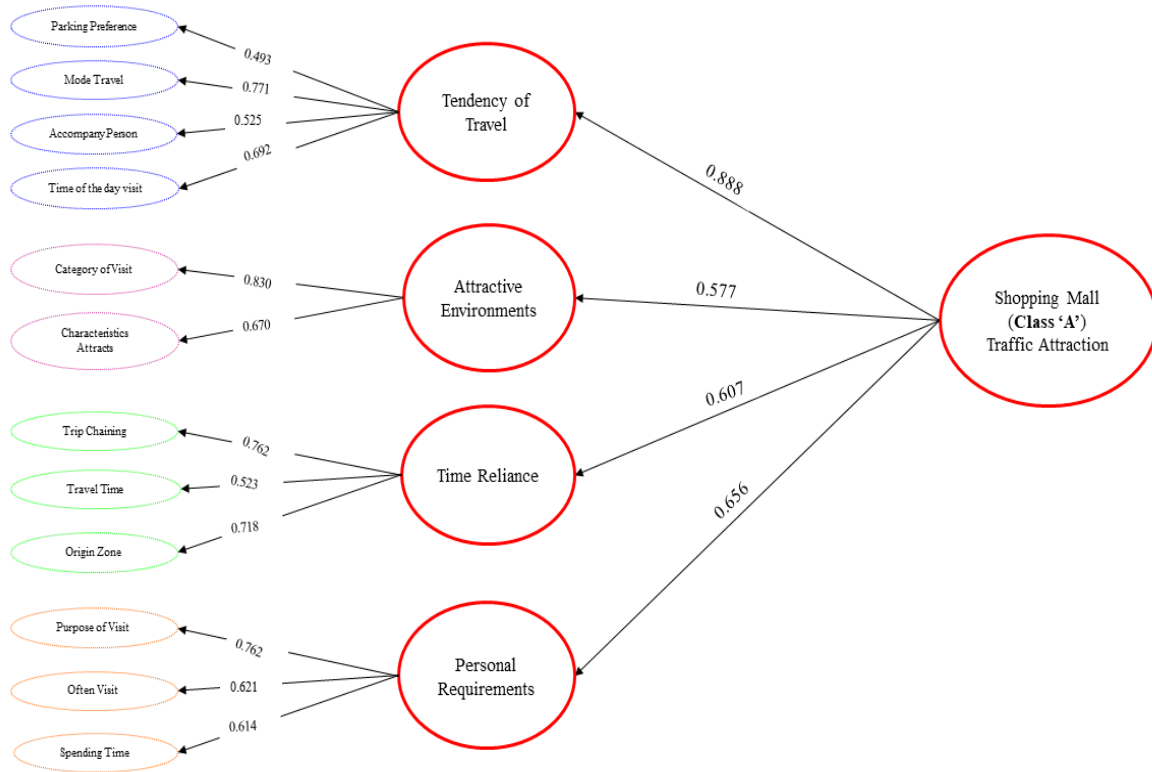 Parking Preference
0.493
Mode Travel
0.771
Accompany Person
0.525
Time of the day visit
0.692
Tendency of
Travel
0.888
Category of Visit
0.830
Characteristics
Attracts
0.670
Attractive
Environments
0.577
Shopping Mall
(Class ‘A’)
Traffic Attraction
Trip Chaining
0.762
Travel Time
0.523
Origin Zone
0.718
Time Reliance
0.607
Purpose of Visit
0.762
Often Visit
0.621
Spending Time
0.614
Personal
Requirements
0.656